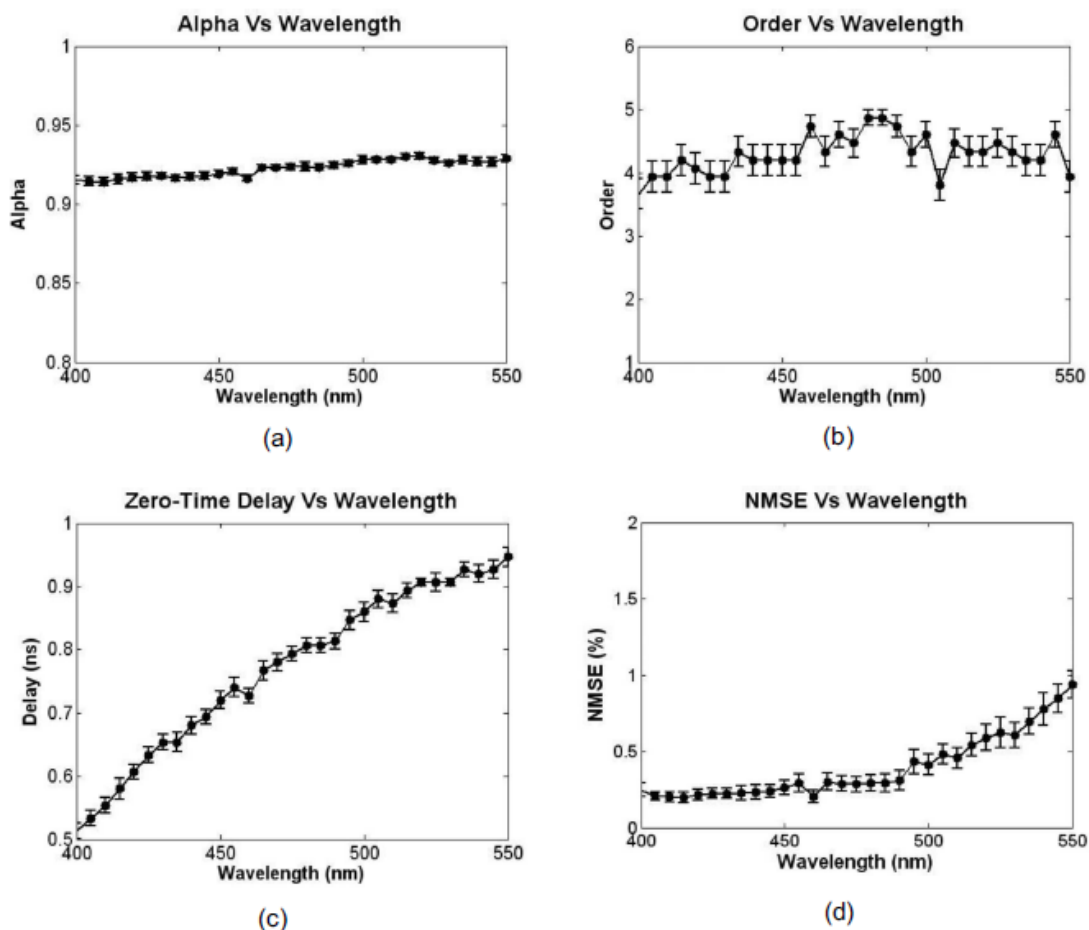 Alpha Vs Wavelength
1
0.95
0.9
0.85
0.8
Alpha
400 450 500 550
Wavelength (nm)
(a)
Order Vs Wavelength
6
5
4
3
2
1
Order
400 450 500 550
Wavelength (nm)
(b)
Zero-Time Delay Vs Wavelength
1
0.9
0.8
0.7
0.6
0.5
Delay (ns)
400 450 500 550
Wavelength (nm)
(c)
NMSE Vs Wavelength
2
1.5
1
0.5
0
NMSE (%)
400 450 500 550
Wavelength (nm)
(d)